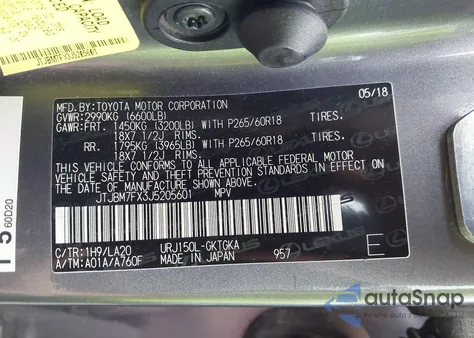 JTJBM7FX3J5205601
MFD.BY:TOYOTA MOTOR CORPORATION 05/18
GVWR:2990KG (6600LB)
GAWR:FRT. 1450KG (3200LB) WITH P265/60R18 TIRES.
18X7 1/2J RIMS.
RR. 1795KG (3965LB) WITH P265/60R18 TIRES.
18X7 1/2J RIMS.
THIS VEHICLE CONFORMS TO ALL APPLICABLE FEDERAL
MOTOR VEHICLE SAFETY STANDARDS IN EFFECT ON THE
DATE OF MANUFACTURE SHOWN ABOVE.
JTJBM7FX3J5205601 MPV
C/TR:1H9/LA20 URJ150L-GKTGKA
A/TM:A01A/A760F MADE IN JAPAN 957 E
60D20
LEXUS
autoSnap